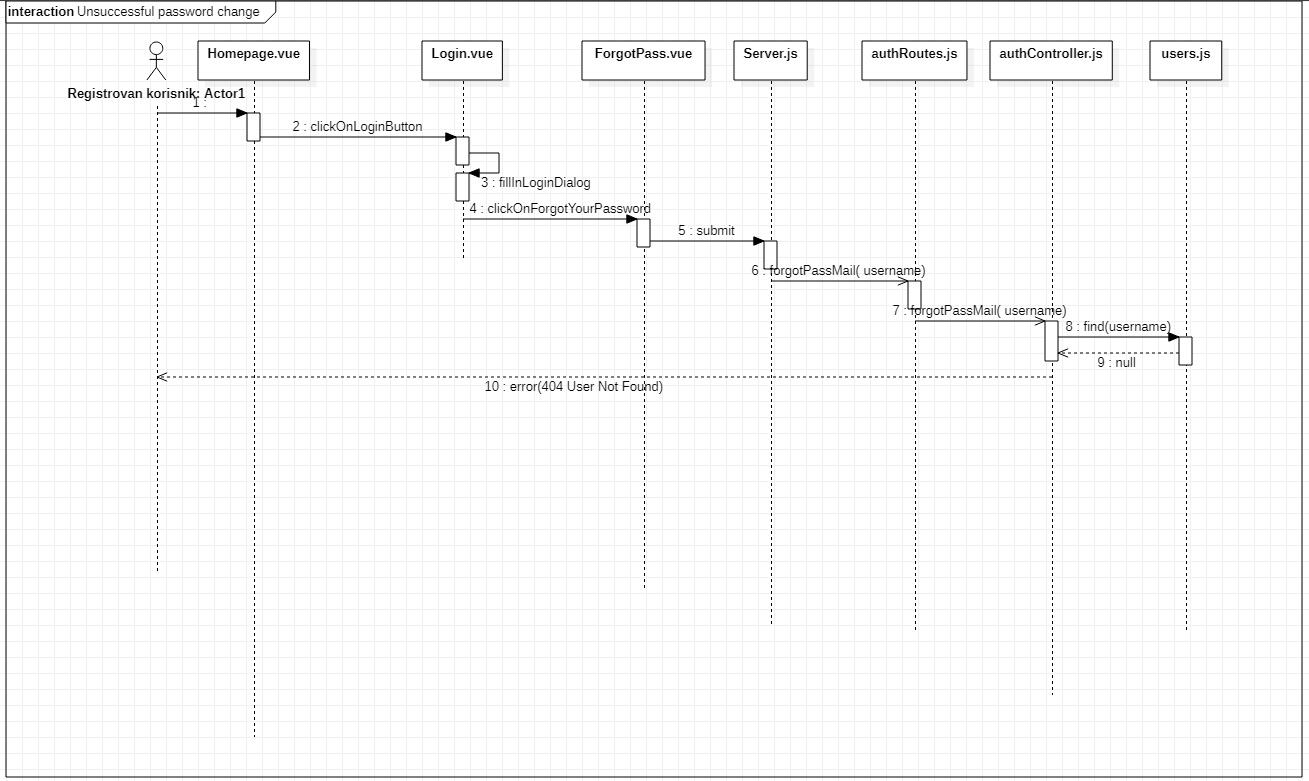 interaction Unsuccessful password change
Homepage.vue
Login.vue
ForgotPass.vue
Server.js
authRoutes.js
authController.js
users.js
Registrovan korisnik: Actor1
1 :
2 : clickOnLoginButton
3 : fillInLoginDialog
4 : clickOnForgotYourPassword
5 : submit
6 : forgotPassMail( username)
7 : forgotPassMail( username)
8 : find(username)
9 : null
10 : error(404 User Not Found)